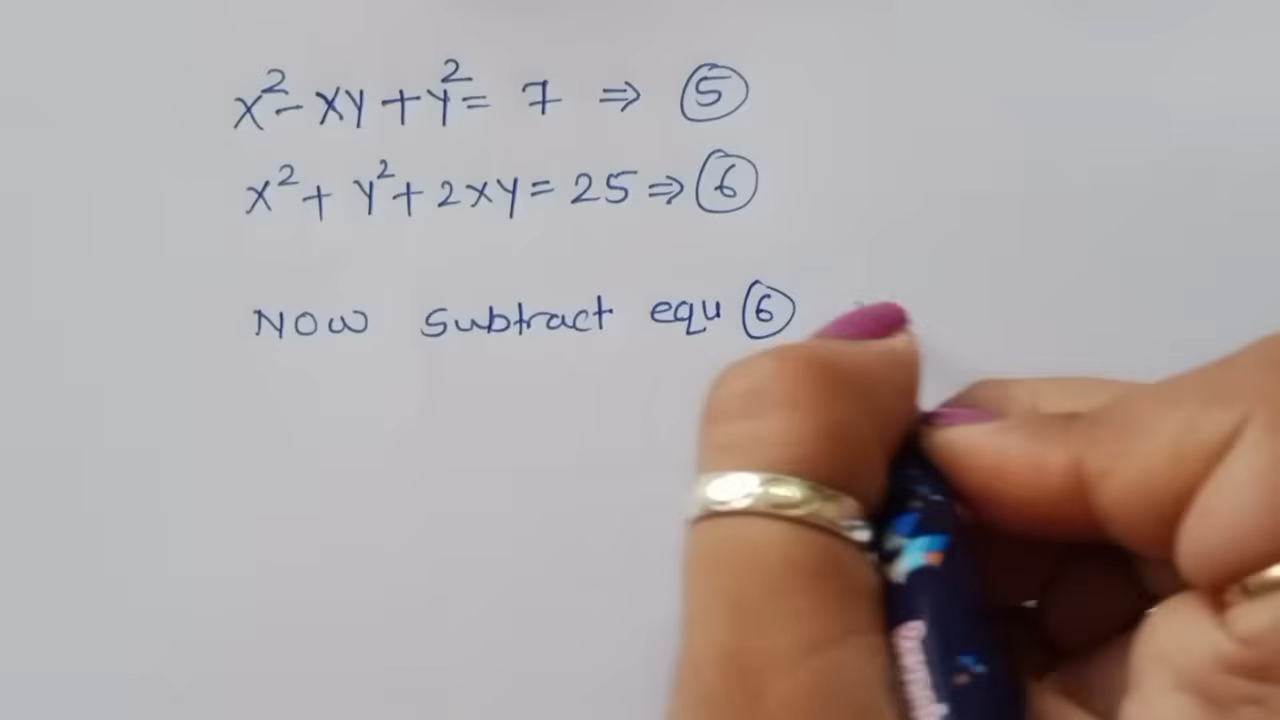 x² - xy + y² = 7 ⇒ ⑤
x² + y² + 2xy = 25 ⇒ ⑥
Now subtract equ ⑥